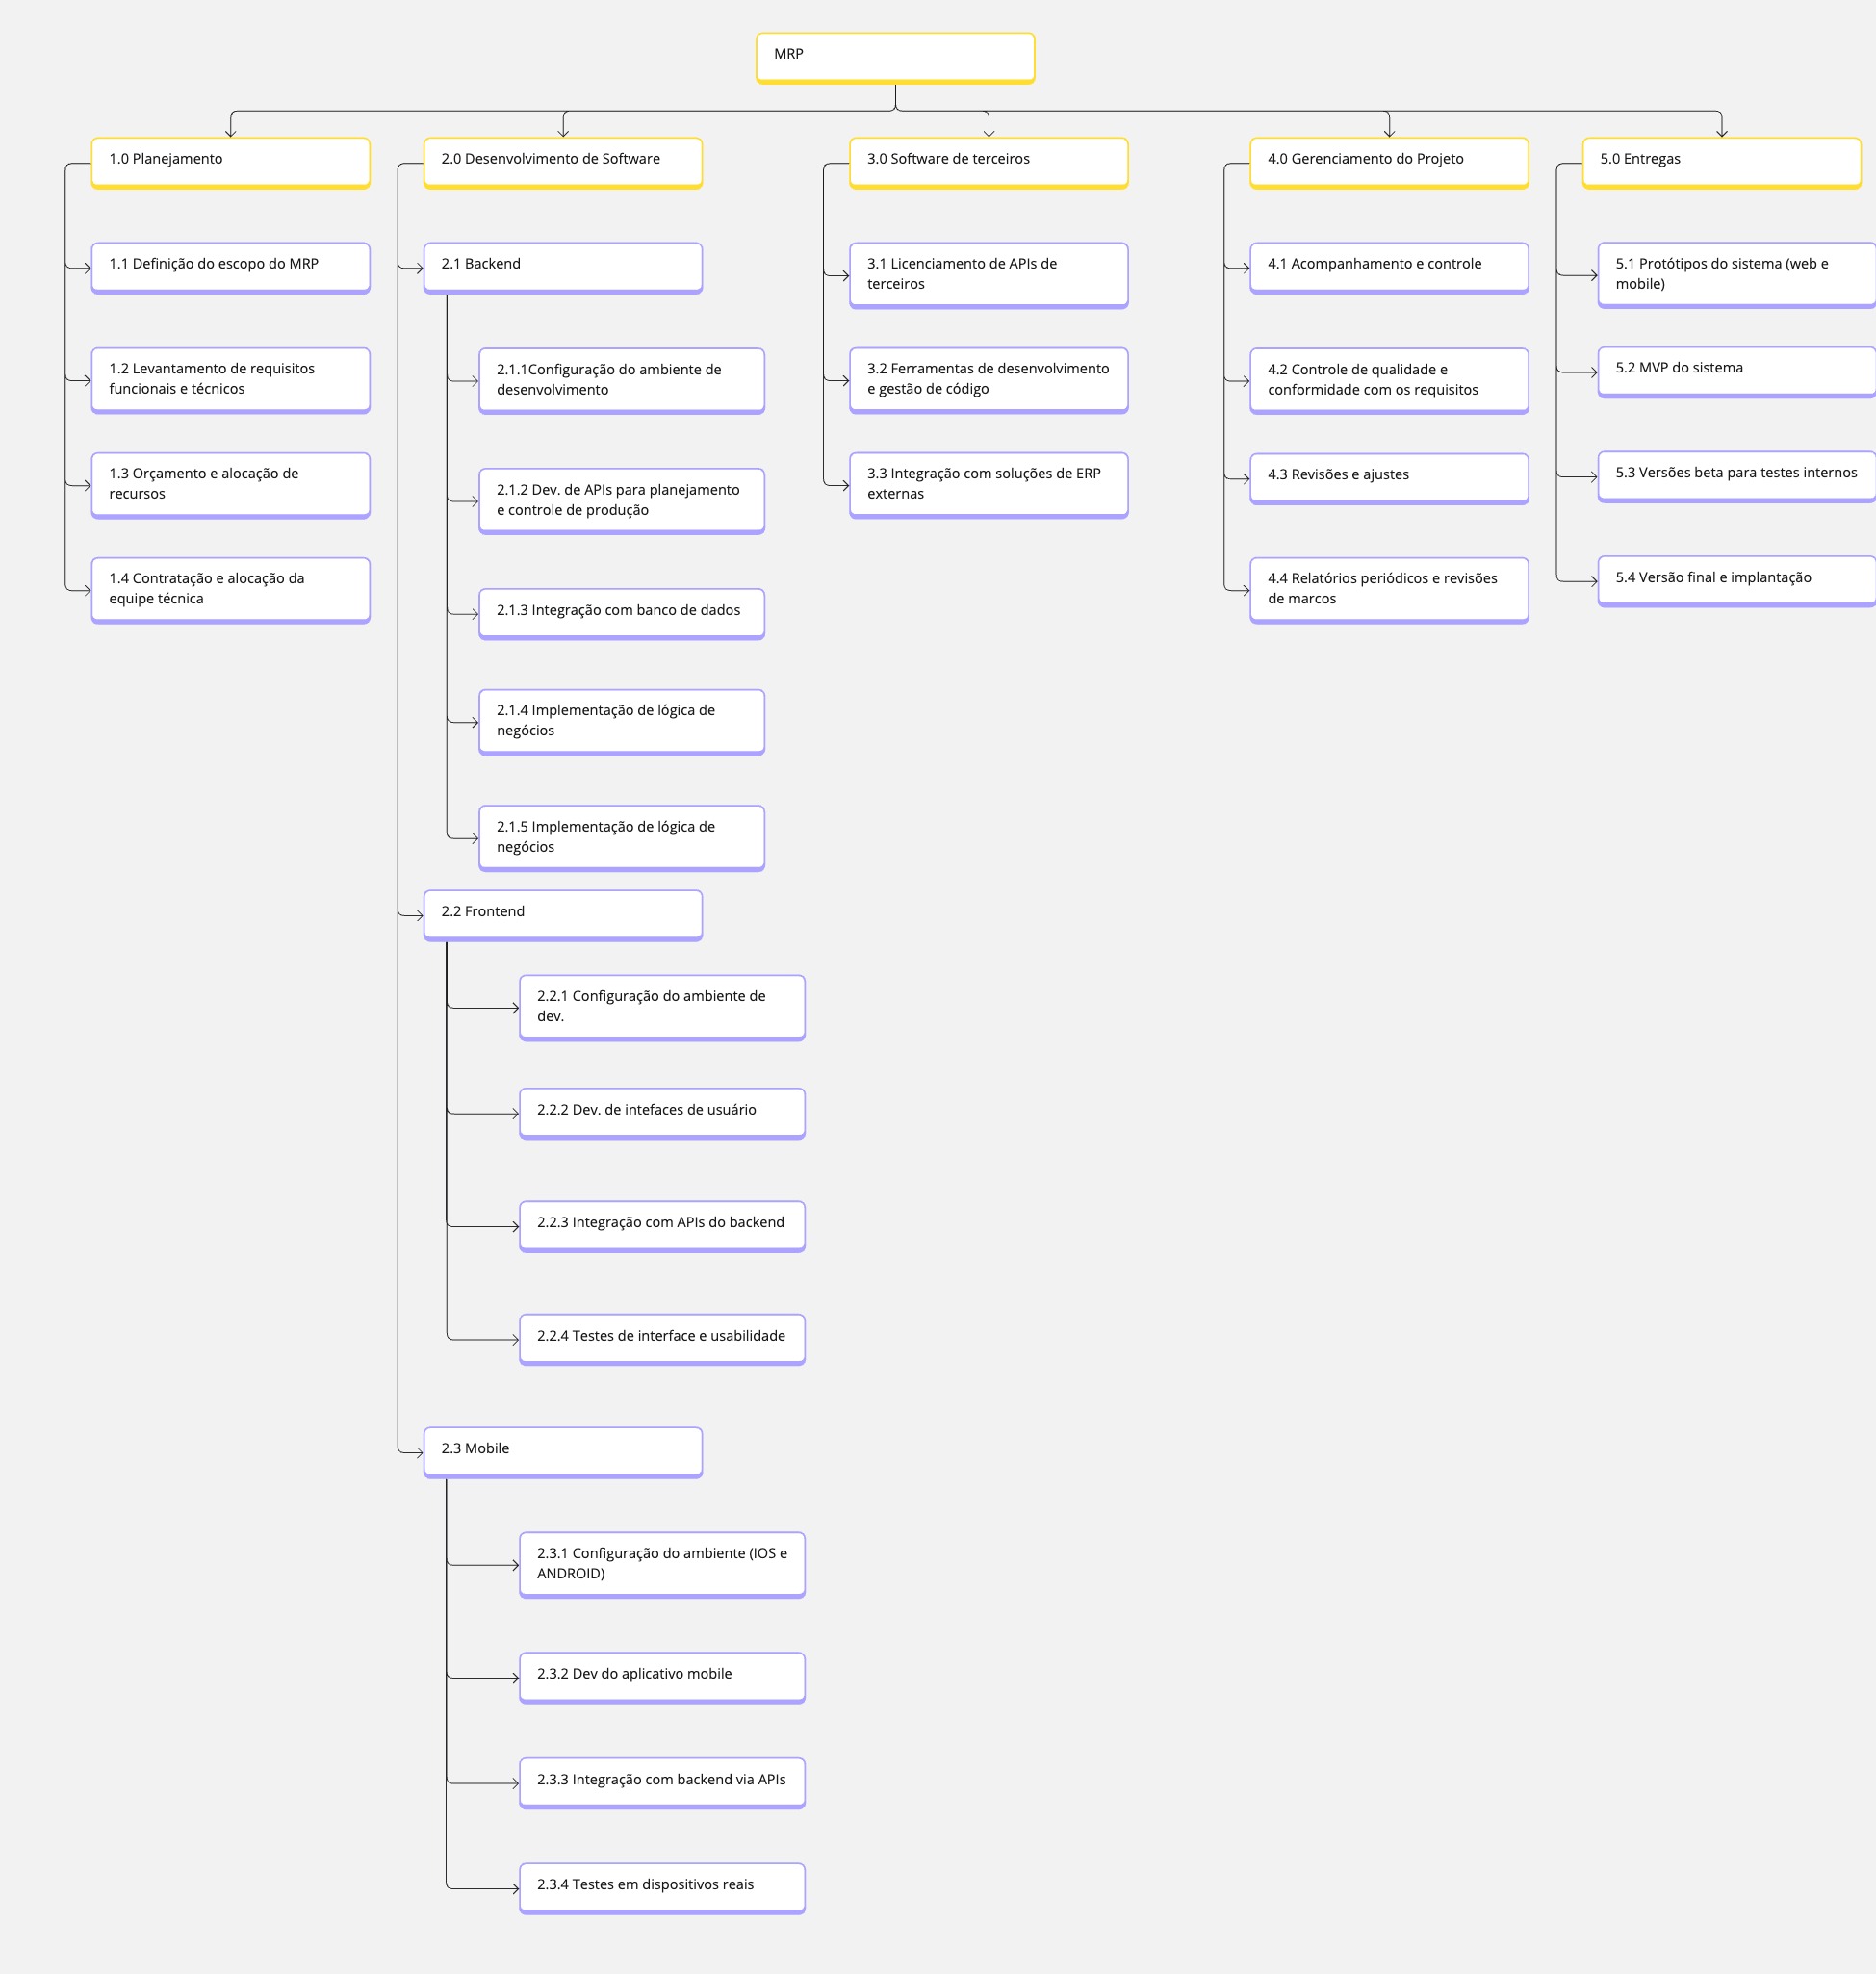 MRP
1.0 Planejamento
1.1 Definição do escopo do MRP
1.2 Levantamento de requisitos
funcionais e técnicos
1.3 Orçamento e alocação de
recursos
1.4 Contratação e alocação da
equipe técnica
2.0 Desenvolvimento de Software
2.1 Backend
2.1.1Configuração do ambiente de
desenvolvimento
2.1.2 Dev. de APIs para planejamento
e controle de produção
2.1.3 Integração com banco de dados
2.1.4 Implementação de lógica de
negócios
2.1.5 Implementação de lógica de
negócios
2.2 Frontend
2.2.1 Configuração do ambiente de
dev.
2.2.2 Dev. de intefaces de usuário
2.2.3 Integração com APIs do backend
2.2.4 Testes de interface e usabilidade
2.3 Mobile
2.3.1 Configuração do ambiente (IOS e
ANDROID)
2.3.2 Dev do aplicativo mobile
2.3.3 Integração com backend via APIs
2.3.4 Testes em dispositivos reais
3.0 Software de terceiros
3.1 Licenciamento de APIs de
terceiros
3.2 Ferramentas de desenvolvimento
e gestão de código
3.3 Integração com soluções de ERP
externas
4.0 Gerenciamento do Projeto
4.1 Acompanhamento e controle
4.2 Controle de qualidade e
conformidade com os requisitos
4.3 Revisões e ajustes
4.4 Relatórios periódicos e revisões
de marcos
5.0 Entregas
5.1 Protótipos do sistema (web e
mobile)
5.2 MVP do sistema
5.3 Versões beta para testes internos
5.4 Versão final e implantação